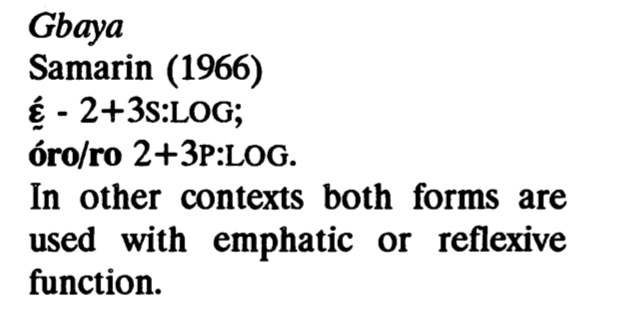 Gbaya
Samarin (1966)
ɛ̰́ - 2+3S:LOG;
óro/ro 2+3P:LOG.
In other contexts both forms are
used with emphatic or reflexive
function.